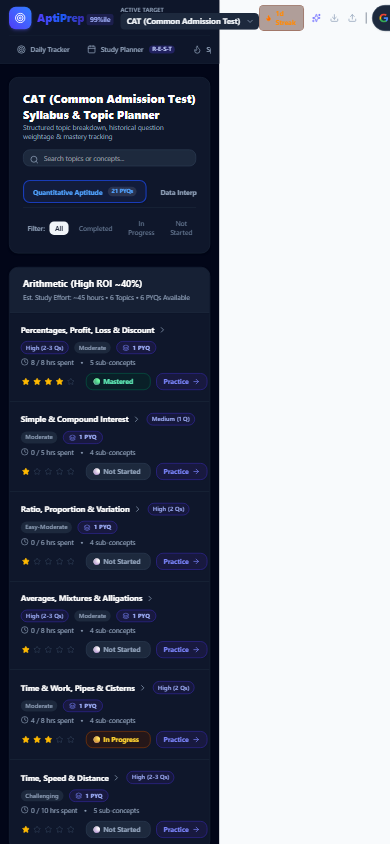 AptiPrep 99%ile
ACTIVE TARGET
CAT (Common Admission Test)
Daily Tracker
Study Planner R-E-S-T
CAT (Common Admission Test)
Syllabus & Topic Planner
Structured topic breakdown, historical question
weightage & mastery tracking
Search topics or concepts...
Quantitative Aptitude 21 PYQs
Data Interp
Filter: All Completed In Progress Not Started
Arithmetic (High ROI ~40%)
Est. Study Effort: ~45 hours • 6 Topics • 6 PYQs Available
Percentages, Profit, Loss & Discount
High (2-3 Qs) Moderate 1 PYQ
8 / 8 hrs spent • 5 sub-concepts
Mastered Practice
Simple & Compound Interest Medium (1 Q)
Moderate 1 PYQ
0 / 5 hrs spent • 4 sub-concepts
Not Started Practice
Ratio, Proportion & Variation High (2 Qs)
Easy-Moderate 1 PYQ
0 / 6 hrs spent • 4 sub-concepts
Not Started Practice
Averages, Mixtures & Alligations
High (2-3 Qs) Moderate 1 PYQ
0 / 8 hrs spent • 4 sub-concepts
Not Started Practice
Time & Work, Pipes & Cisterns High (2 Qs)
Moderate 1 PYQ
4 / 8 hrs spent • 4 sub-concepts
In Progress Practice
Time, Speed & Distance High (2-3 Qs)
Challenging 1 PYQ
0 / 10 hrs spent • 5 sub-concepts
Not Started Practice